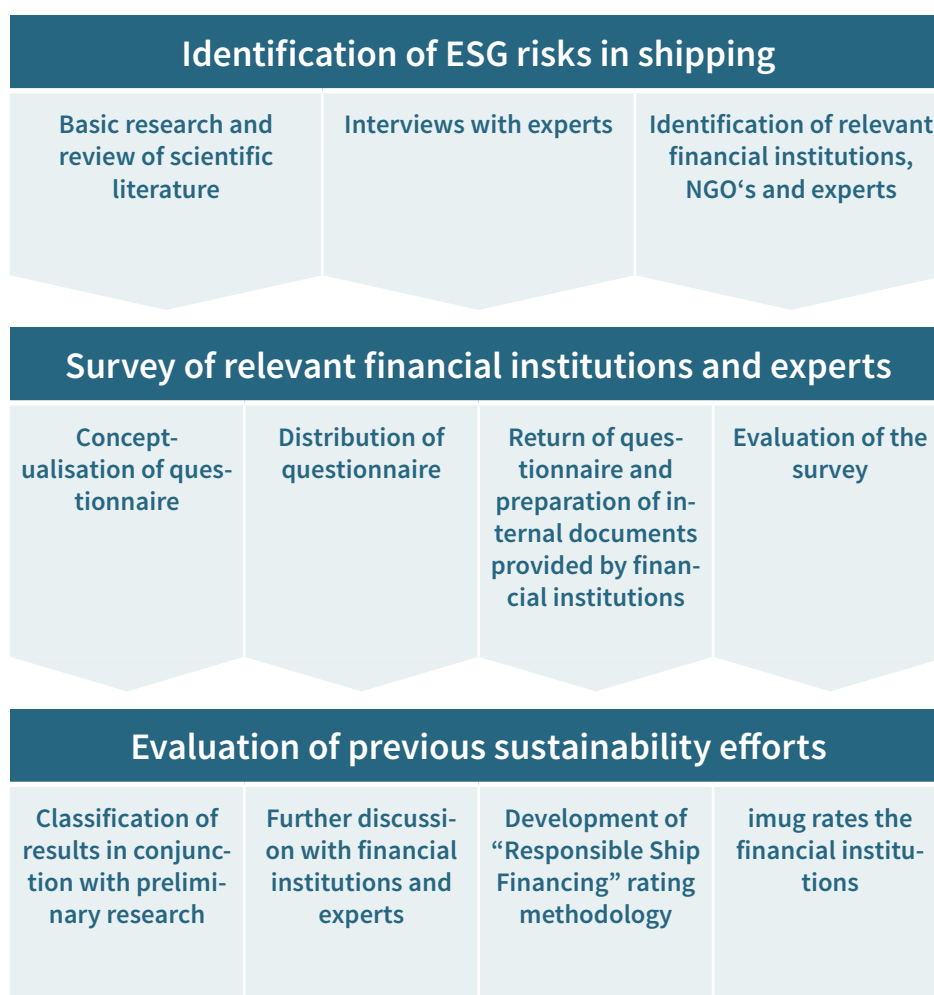 Identification of ESG risks in shipping
Basic research and
review of scientific
literature
Interviews with experts
Identification of relevant
financial institutions,
NGO‘s and experts
Survey of relevant financial institutions and experts
Concept-
ualisation of ques-
tionnaire
Distribution of
questionnaire
Return of ques-
tionnaire and
preparation of in-
ternal documents
provided by finan-
cial institutions
Evaluation of the
survey
Evaluation of previous sustainability efforts
Classification of
results in conjunc-
tion with prelimi-
nary research
Further discussi-
on with financial
institutions and
experts
Development of
“Responsible Ship
Financing” rating
methodology
imug rates the
financial institu-
tions